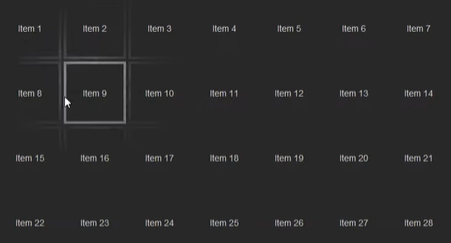 Item 1 Item 2 Item 3 Item 4 Item 5 Item 6 Item 7
Item 8 Item 9 Item 10 Item 11 Item 12 Item 13 Item 14
Item 15 Item 16 Item 17 Item 18 Item 19 Item 20 Item 21
Item 22 Item 23 Item 24 Item 25 Item 26 Item 27 Item 28